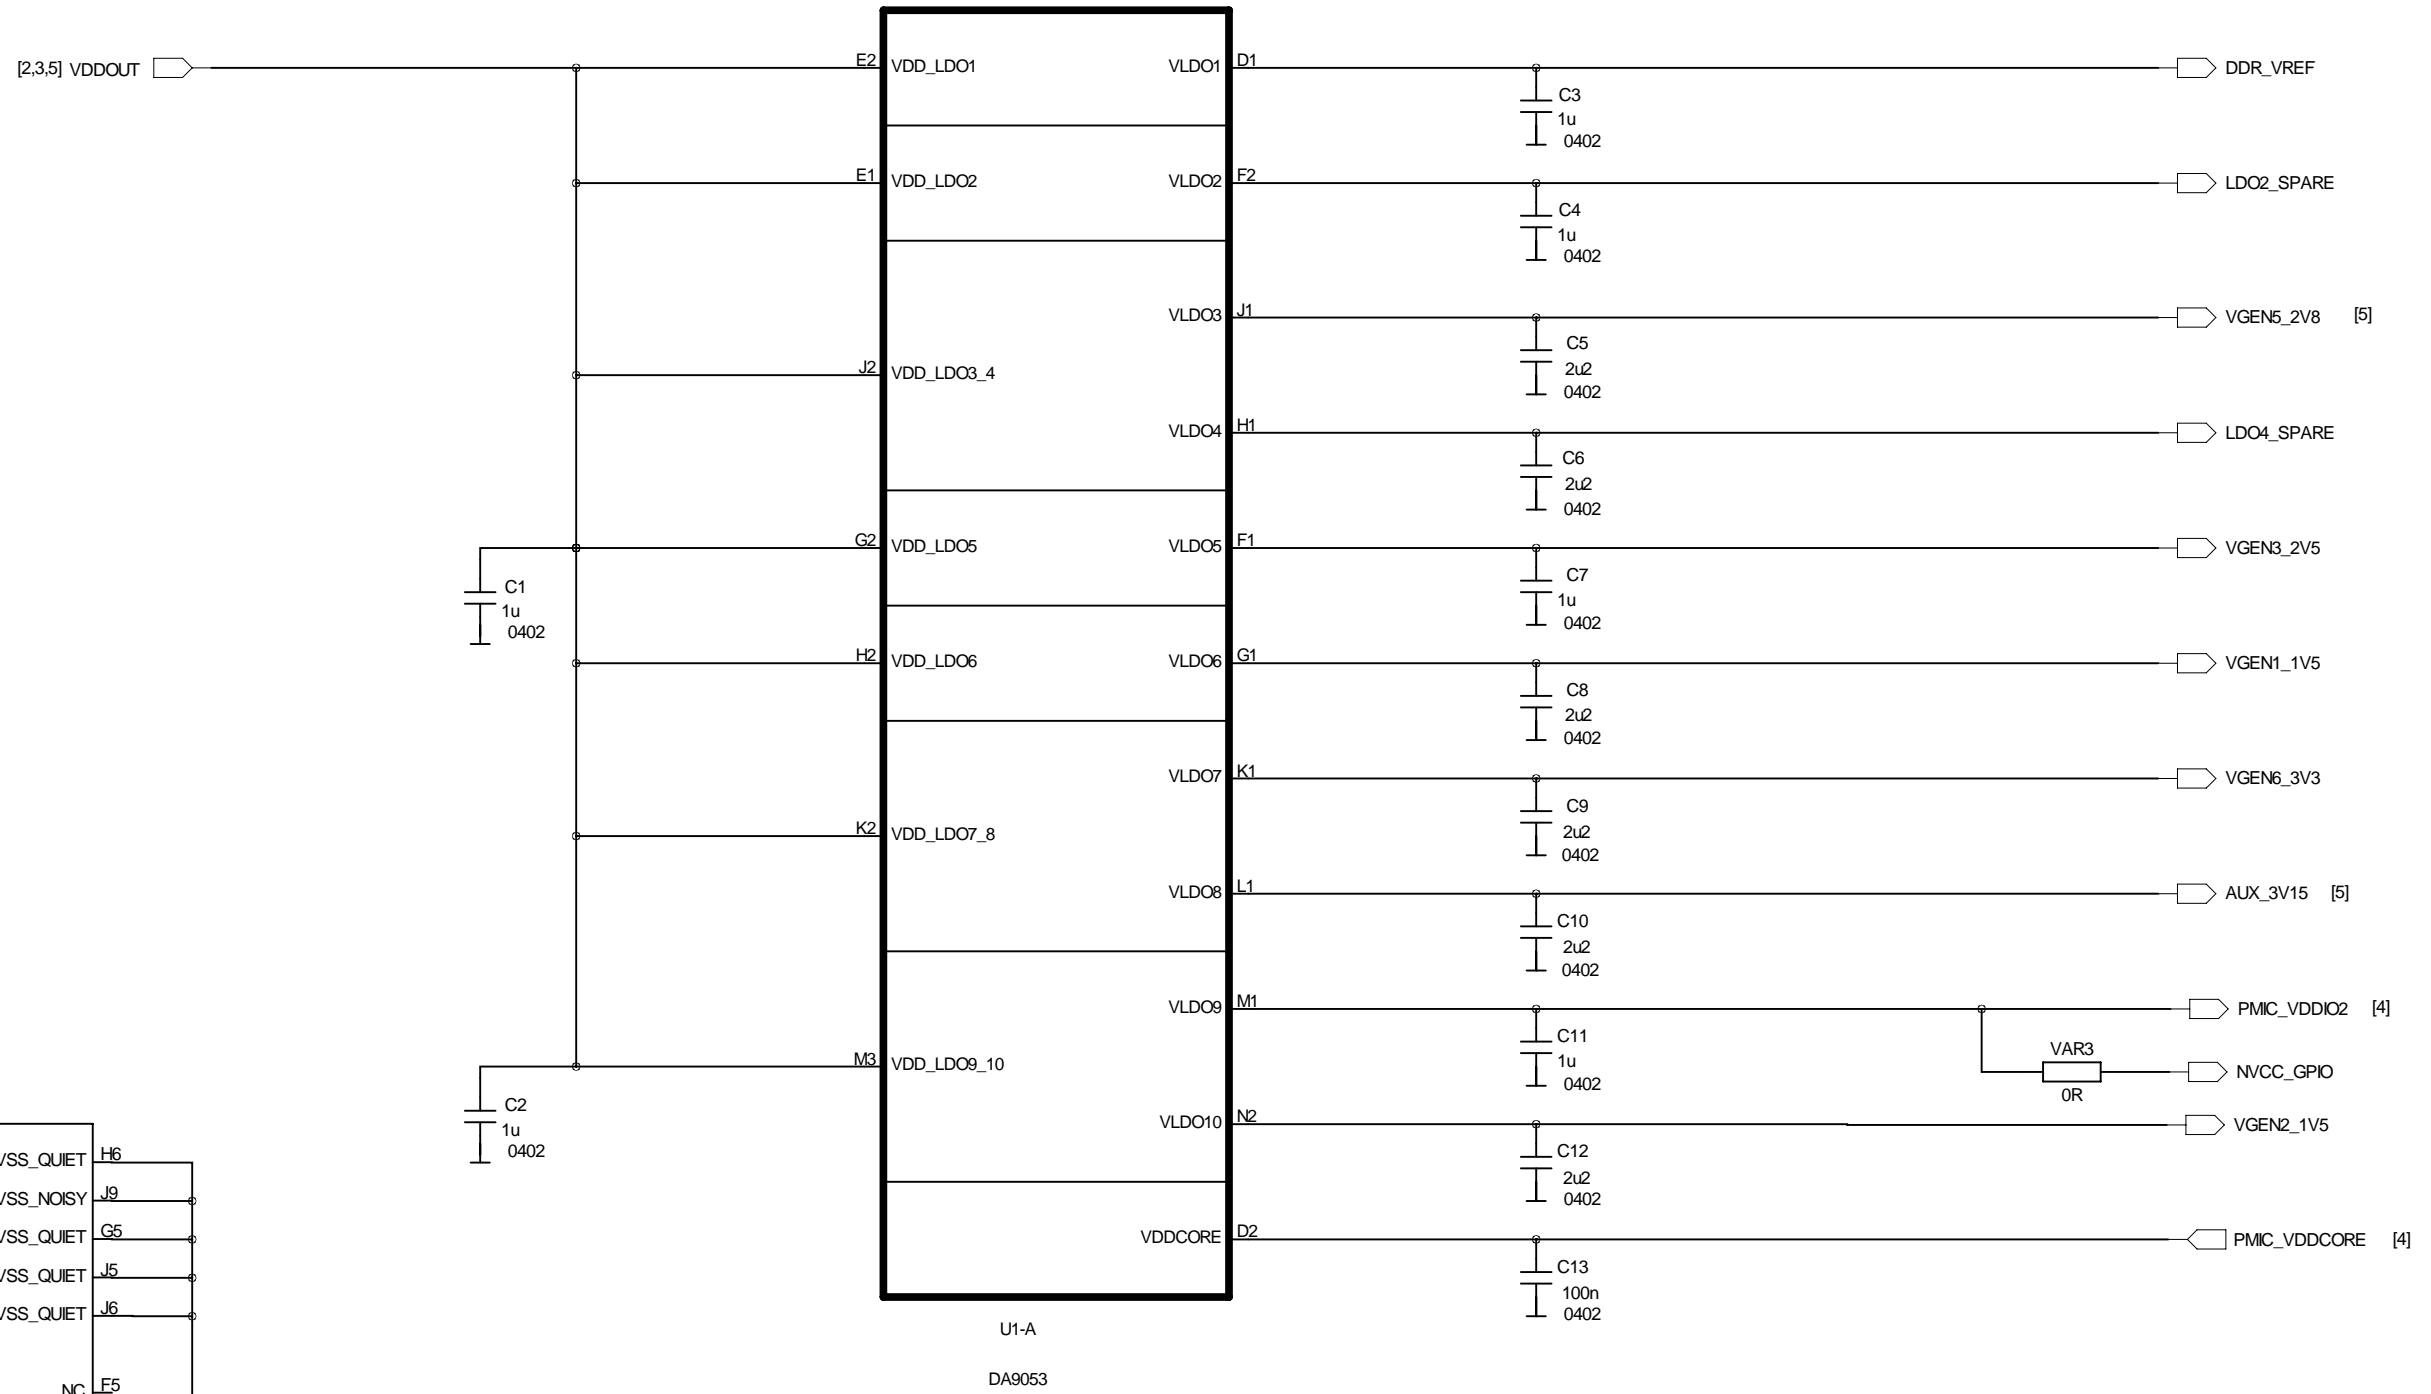 [2,3,5] VDDOUT
E2 VDD_LDO1
VLDO1 D1
DDR_VREF
C3
1u
0402
E1 VDD_LDO2
VLDO2 F2
LDO2_SPARE
C4
1u
0402
VLDO3 J1
VGEN5_2V8 [5]
C5
2u2
0402
J2 VDD_LDO3_4
VLDO4 H1
LDO4_SPARE
C6
2u2
0402
G2 VDD_LDO5
VLDO5 F1
VGEN3_2V5
C1
1u
0402
C7
1u
0402
H2 VDD_LDO6
VLDO6 G1
VGEN1_1V5
C8
2u2
0402
VLDO7 K1
VGEN6_3V3
C9
2u2
0402
K2 VDD_LDO7_8
VLDO8 L1
AUX_3V15 [5]
C10
2u2
0402
VLDO9 M1
PMIC_VDDIO2 [4]
C11
1u
0402
VAR3
0R
NVCC_GPIO
M3 VDD_LDO9_10
C2
1u
0402
VLDO10 N2
VGEN2_1V5
C12
2u2
0402
VDDCORE D2
PMIC_VDDCORE [4]
C13
100n
0402
VSS_QUIET H6
VSS_NOISY J9
VSS_QUIET G5
VSS_QUIET J5
VSS_QUIET J6
NC F5
U1-A
DA9053